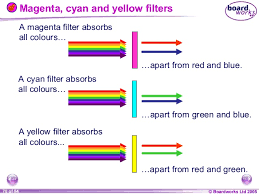 Magenta, cyan and yellow filters
board
works
A magenta filter absorbs
all colours…
…apart from red and blue.
A cyan filter absorbs
all colours…
…apart from green and blue.
A yellow filter absorbs
all colours...
…apart from red and green.
© Boardworks Ltd 2005